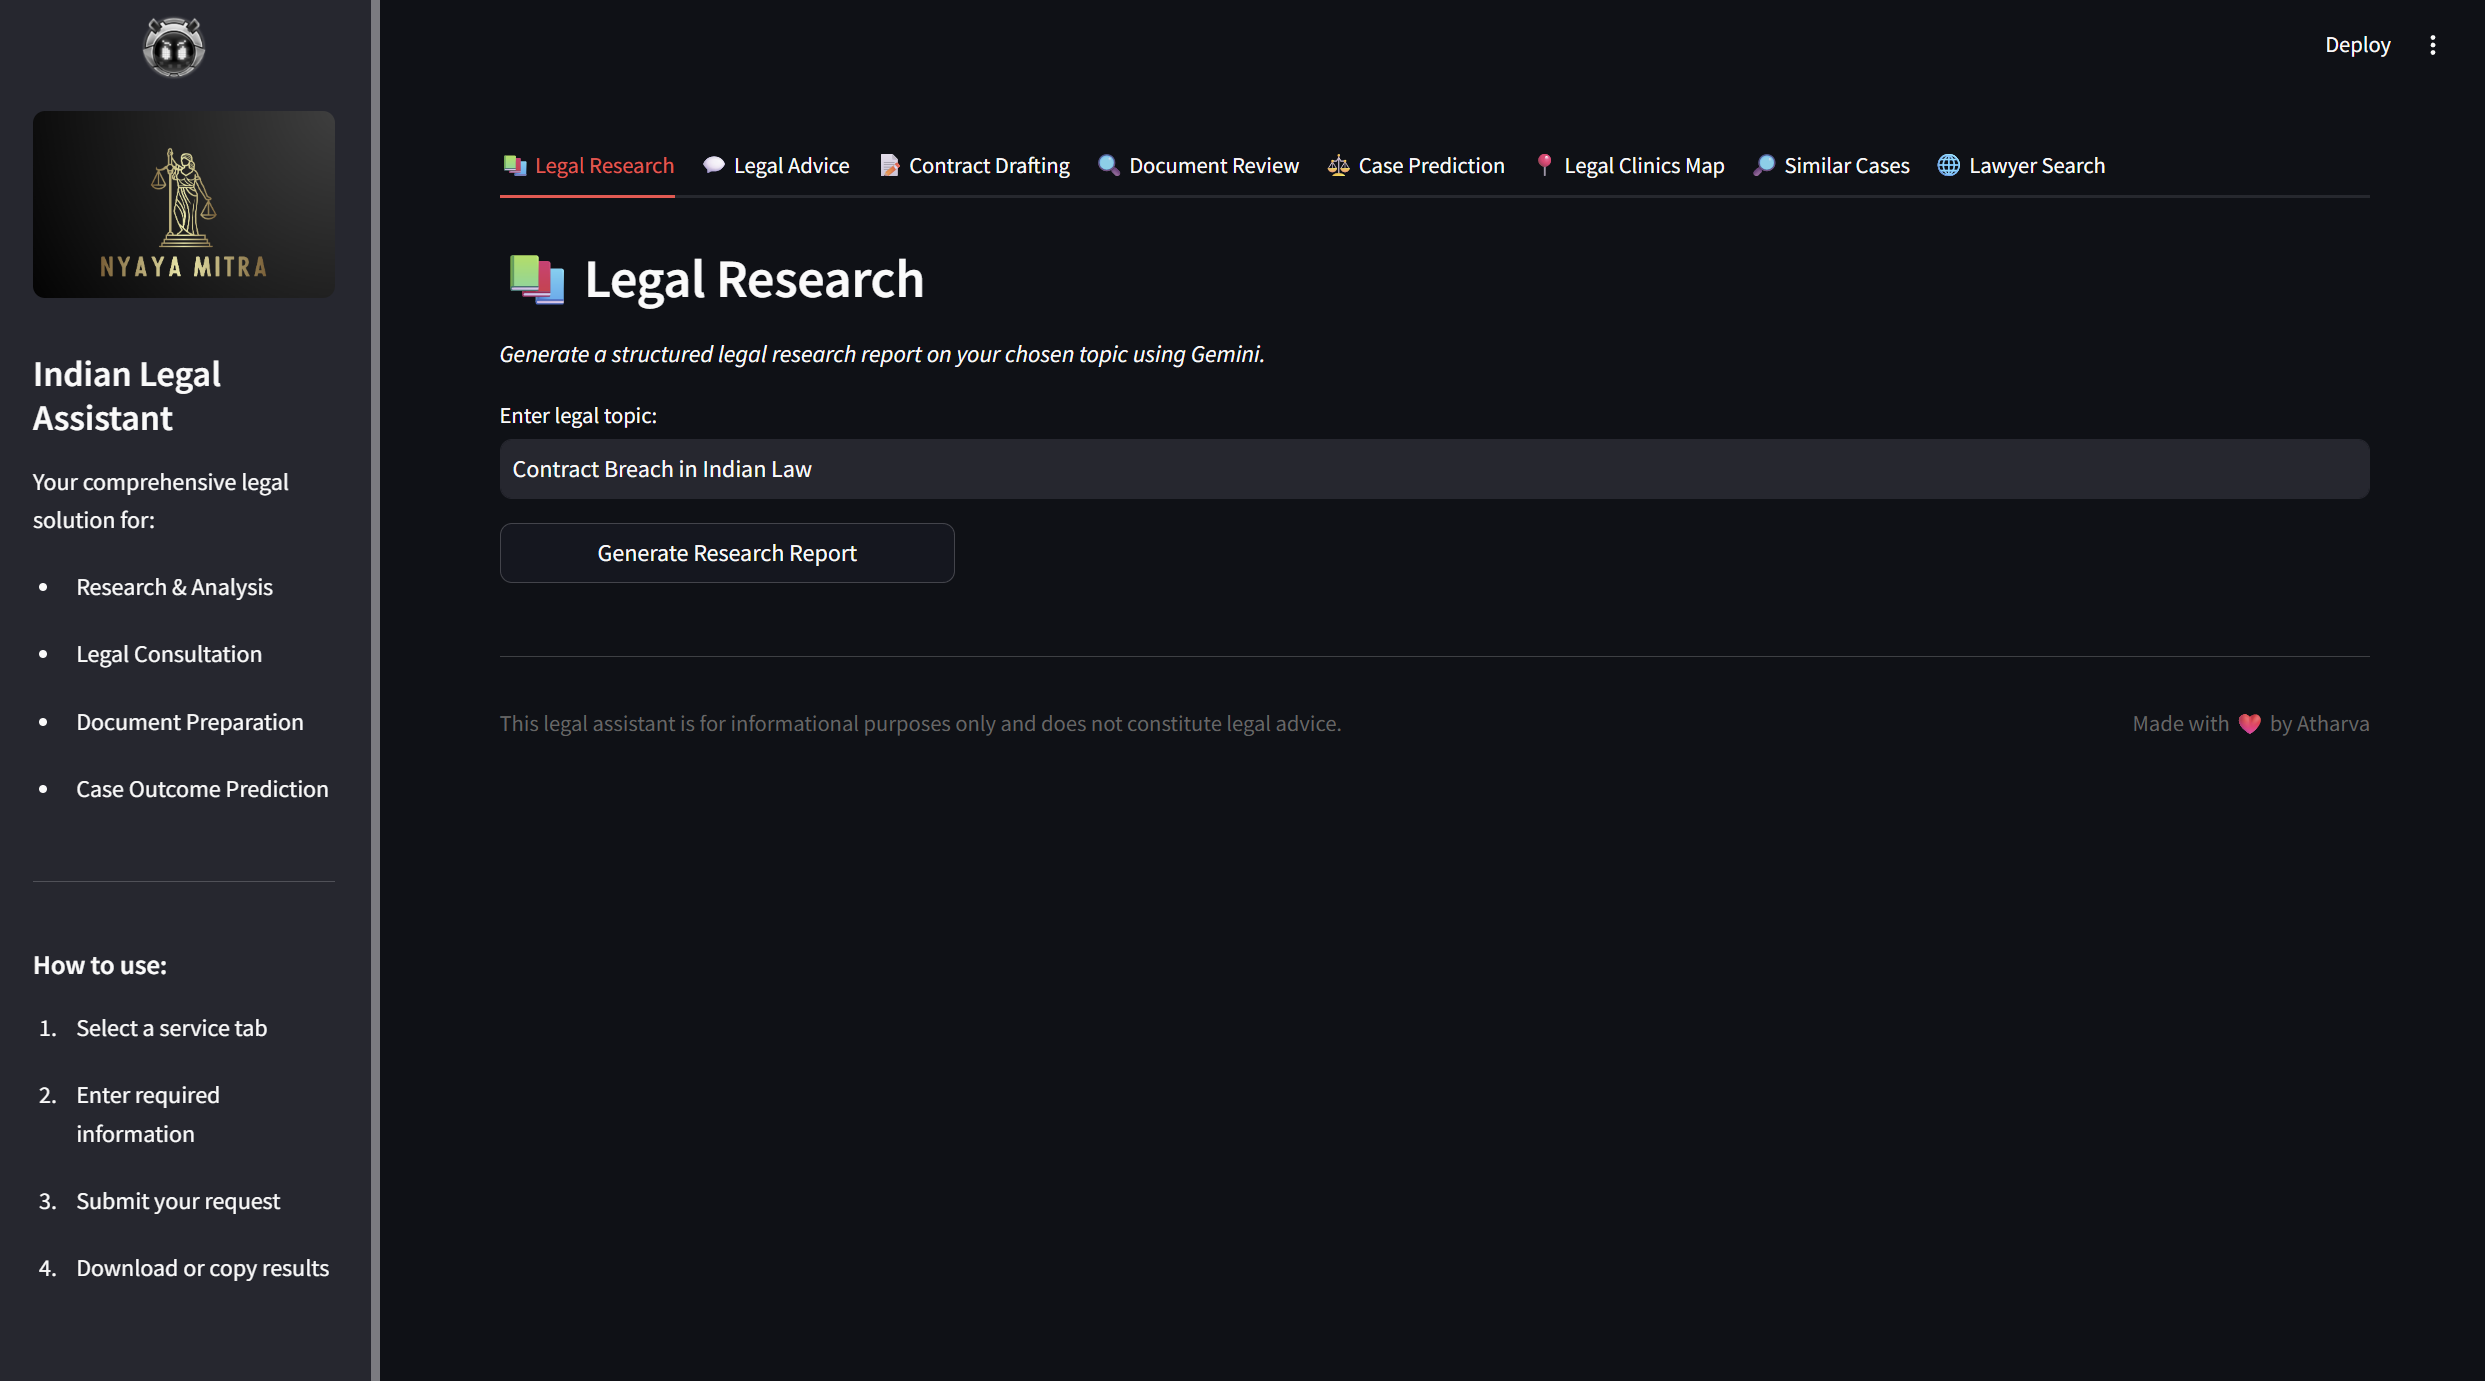 NYAYA MITRA
Indian Legal
Assistant
Your comprehensive legal
solution for:
• Research & Analysis
• Legal Consultation
• Document Preparation
• Case Outcome Prediction
How to use:
1. Select a service tab
2. Enter required
information
3. Submit your request
4. Download or copy results
Deploy
Legal Research Legal Advice Contract Drafting Document Review Case Prediction Legal Clinics Map Similar Cases Lawyer Search
Legal Research
Generate a structured legal research report on your chosen topic using Gemini.
Enter legal topic:
Contract Breach in Indian Law
Generate Research Report
This legal assistant is for informational purposes only and does not constitute legal advice.
Made with ❤️ by Atharva